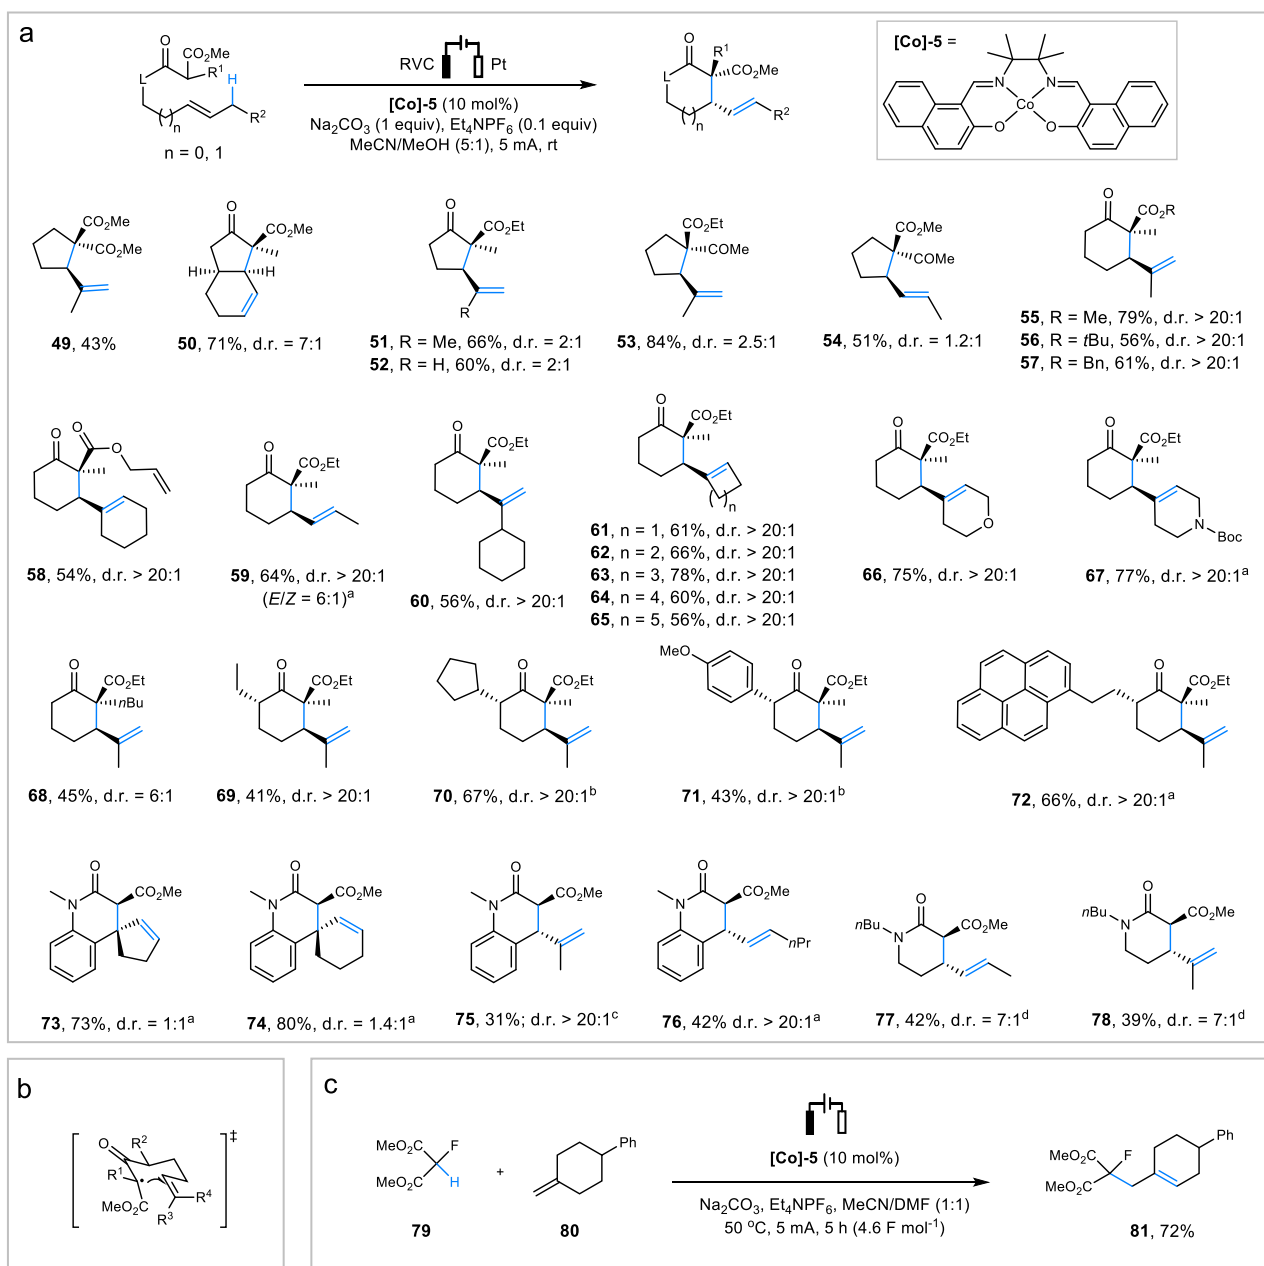 a
O
CO2Me
R1
H
L
n
R2
n = 0, 1
RVC
Pt
[Co]-5 (10 mol%)
Na2CO3 (1 equiv), Et4NPF6 (0.1 equiv)
MeCN/MeOH (5:1), 5 mA, rt
O
R1
L
CO2Me
R2
n
[Co]-5 =
N
N
Co
O
O
CO2Me
CO2Me
49, 43%
O
CO2Me
H
H
50, 71%, d.r. = 7:1
O
CO2Et
R
51, R = Me, 66%, d.r. = 2:1
52, R = H, 60%, d.r. = 2:1
CO2Et
COMe
53, 84%, d.r. = 2.5:1
CO2Me
COMe
54, 51%, d.r. = 1.2:1
O
CO2R
55, R = Me, 79%, d.r. > 20:1
56, R = tBu, 56%, d.r. > 20:1
57, R = Bn, 61%, d.r. > 20:1
O
O
O
58, 54%, d.r. > 20:1
O
CO2Et
59, 64%, d.r. > 20:1
(E/Z = 6:1)a
O
CO2Et
60, 56%, d.r. > 20:1
O
CO2Et
n
61, n = 1, 61%, d.r. > 20:1
62, n = 2, 66%, d.r. > 20:1
63, n = 3, 78%, d.r. > 20:1
64, n = 4, 60%, d.r. > 20:1
65, n = 5, 56%, d.r. > 20:1
O
CO2Et
O
66, 75%, d.r. > 20:1
O
CO2Et
N
Boc
67, 77%, d.r. > 20:1a
O
CO2Et
nBu
68, 45%, d.r. = 6:1
O
CO2Et
69, 41%, d.r. > 20:1
O
CO2Et
70, 67%, d.r. > 20:1b
MeO
O
CO2Et
71, 43%, d.r. > 20:1b
O
CO2Et
72, 66%, d.r. > 20:1a
O
N
CO2Me
73, 73%, d.r. = 1:1a
O
N
CO2Me
74, 80%, d.r. = 1.4:1a
O
N
CO2Me
75, 31%; d.r. > 20:1c
O
N
CO2Me
nPr
76, 42% d.r. > 20:1a
nBu
N
O
CO2Me
77, 42%, d.r. = 7:1d
nBu
N
O
CO2Me
78, 39%, d.r. = 7:1d
b
O
R2
R1
MeO2C
R3
R4
‡
c
MeO2C
F
MeO2C
H
79
+
Ph
80
[Co]-5 (10 mol%)
Na2CO3, Et4NPF6, MeCN/DMF (1:1)
50 oC, 5 mA, 5 h (4.6 F mol-1)
MeO2C
F
MeO2C
Ph
81, 72%